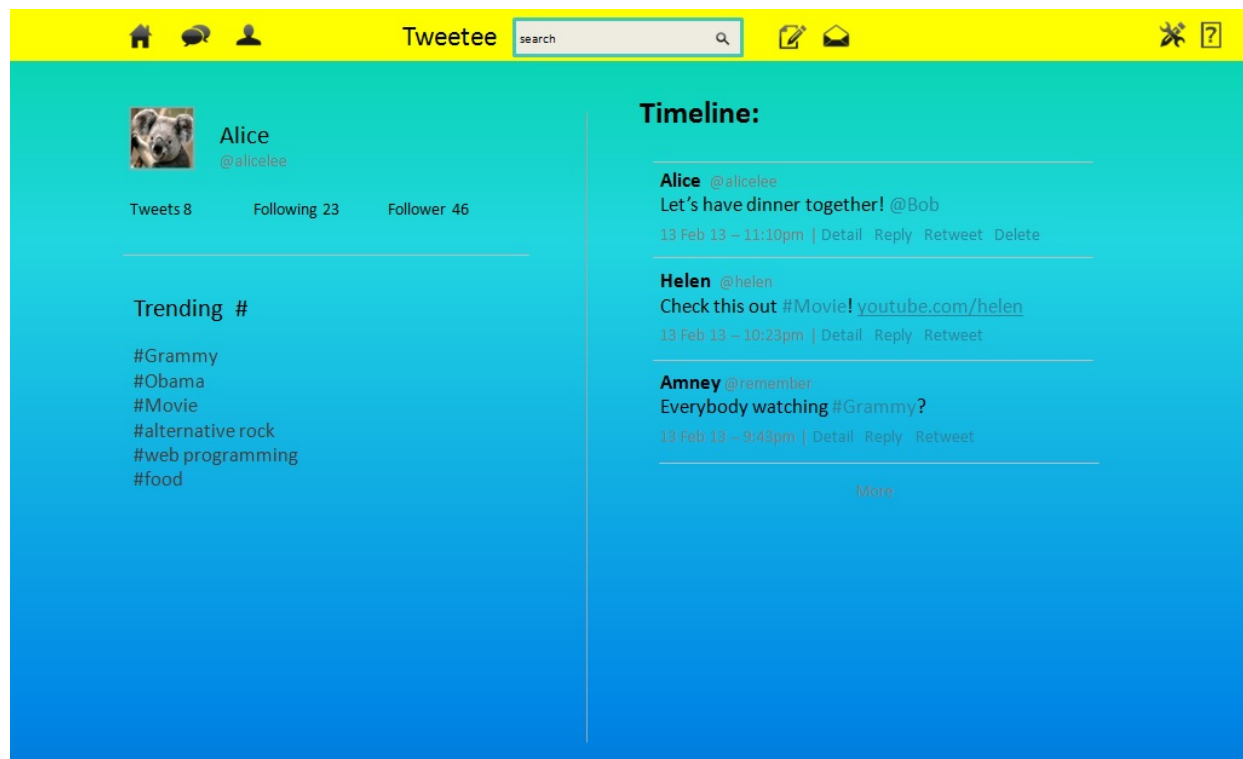 Tweetee
search
?
Alice
@alicelee
Tweets 8 Following 23 Follower 46
Trending #
#Grammy
#Obama
#Movie
#alternative rock
#web programming
#food
Timeline:
Alice @alicelee
Let's have dinner together! @Bob
13 Feb 13 – 11:10pm | Detail Reply Retweet Delete
Helen @helen
Check this out #Movie! youtube.com/helen
13 Feb 13 – 10:23pm | Detail Reply Retweet
Amney @remember
Everybody watching #Grammy?
13 Feb 13 – 9:43pm | Detail Reply Retweet
More